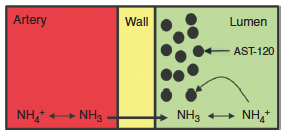 Artery Wall Lumen
AST-120
NH₄⁺ NH₃ NH₃ NH₄⁺